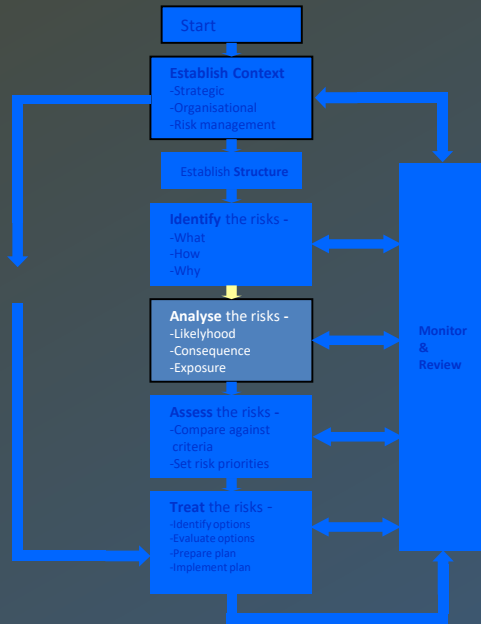 Start
Establish Context
-Strategic
-Organisational
-Risk management
Establish Structure
Identify the risks -
-What
-How
-Why
Analyse the risks -
-Likelyhood
-Consequence
-Exposure
Assess the risks -
-Compare against
criteria
-Set risk priorities
Treat the risks -
-Identify options
-Evaluate options
-Prepare plan
-Implement plan
Monitor
&
Review